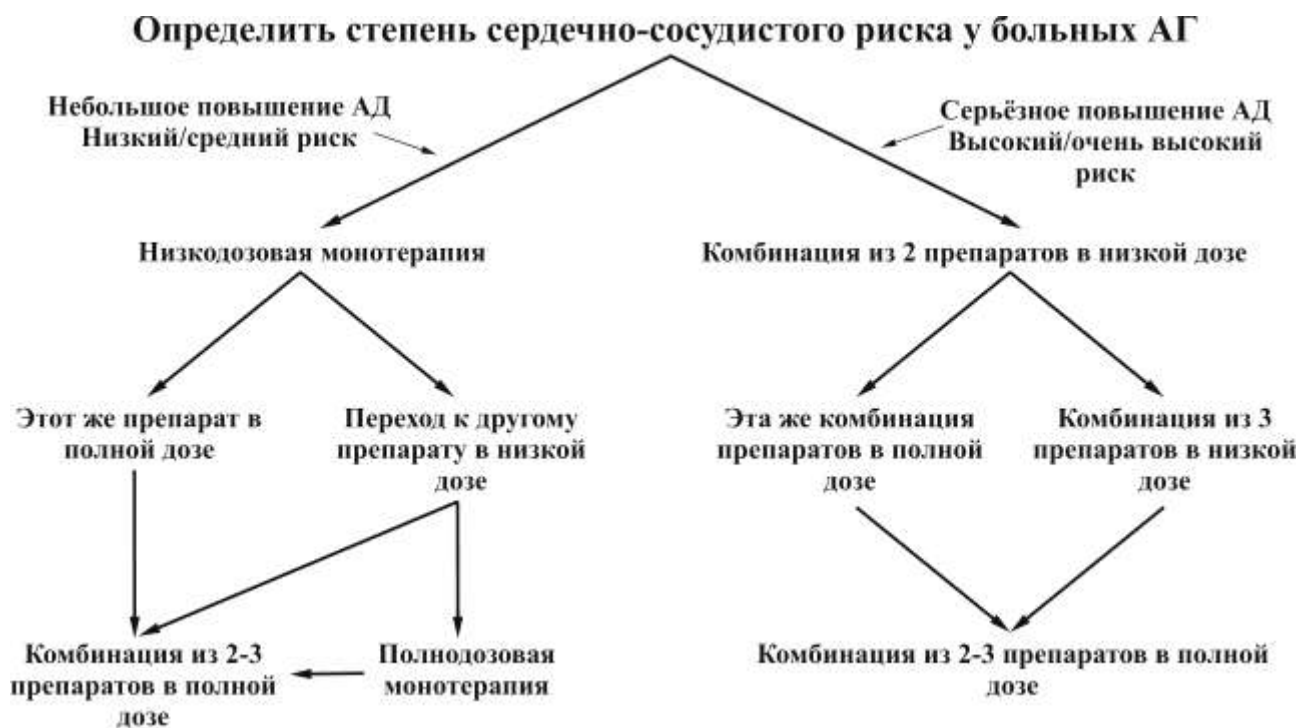 Определить степень сердечно-сосудистого риска у больных АГ
Небольшое повышение АД
Низкий/средний риск
Серьёзное повышение АД
Высокий/очень высокий
риск
Низкодозовая монотерапия
Комбинация из 2 препаратов в низкой дозе
Этот же препарат в
полной дозе
Переход к другому
препарату в низкой
дозе
Эта же комбинация
препаратов в полной
дозе
Комбинация из 3
препаратов в низкой
дозе
Комбинация из 2-3
препаратов в полной
дозе
Полнодозовая
монотерапия
Комбинация из 2-3 препаратов в полной
дозе